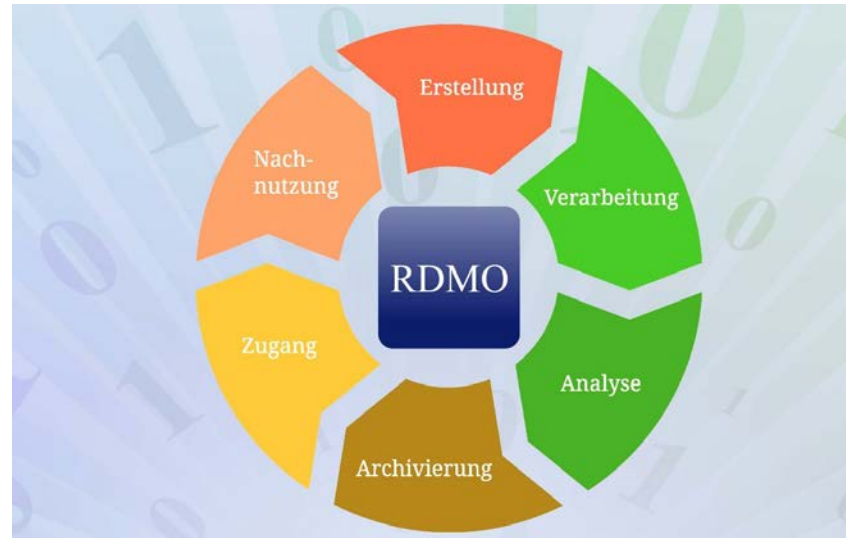 Erstellung
Verarbeitung
Analyse
Archivierung
Zugang
Nach-
nutzung
RDMO